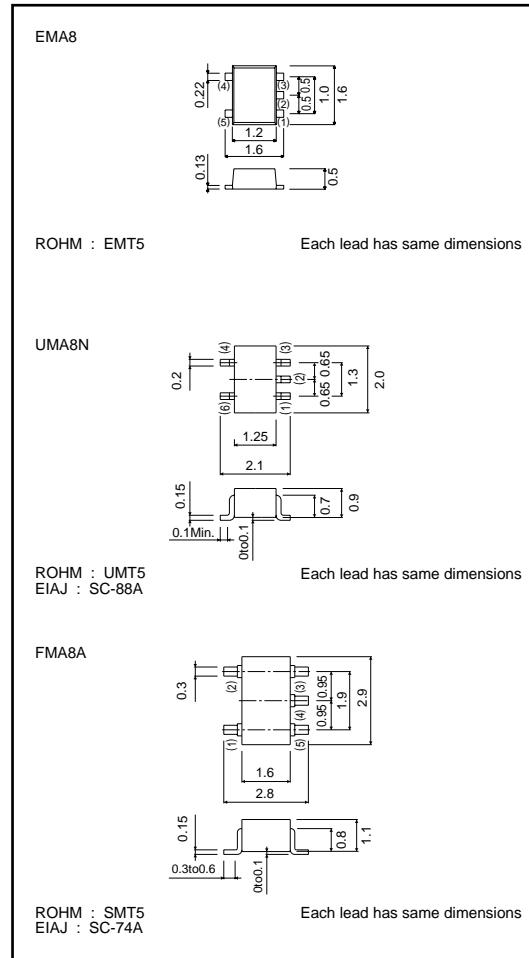 EMA8
0.22
(4)
(3)
(2)
(5)
(1)
0.5
0.5
1.0
1.6
1.2
1.6
0.13
0.5
ROHM : EMT5
Each lead has same dimensions
UMA8N
(4)
(3)
0.2
(2)
0.65
0.65
1.3
2.0
(6)
(1)
1.25
2.1
0.15
0.1Min.
0to0.1
0.7
0.9
ROHM : UMT5
Each lead has same dimensions
EIAJ : SC-88A
FMA8A
0.3
(2)
(3)
(4)
(1)
(5)
0.95
0.95
1.9
2.9
1.6
2.8
0.15
0.3to0.6
0to0.1
0.8
1.1
ROHM : SMT5
Each lead has same dimensions
EIAJ : SC-74A